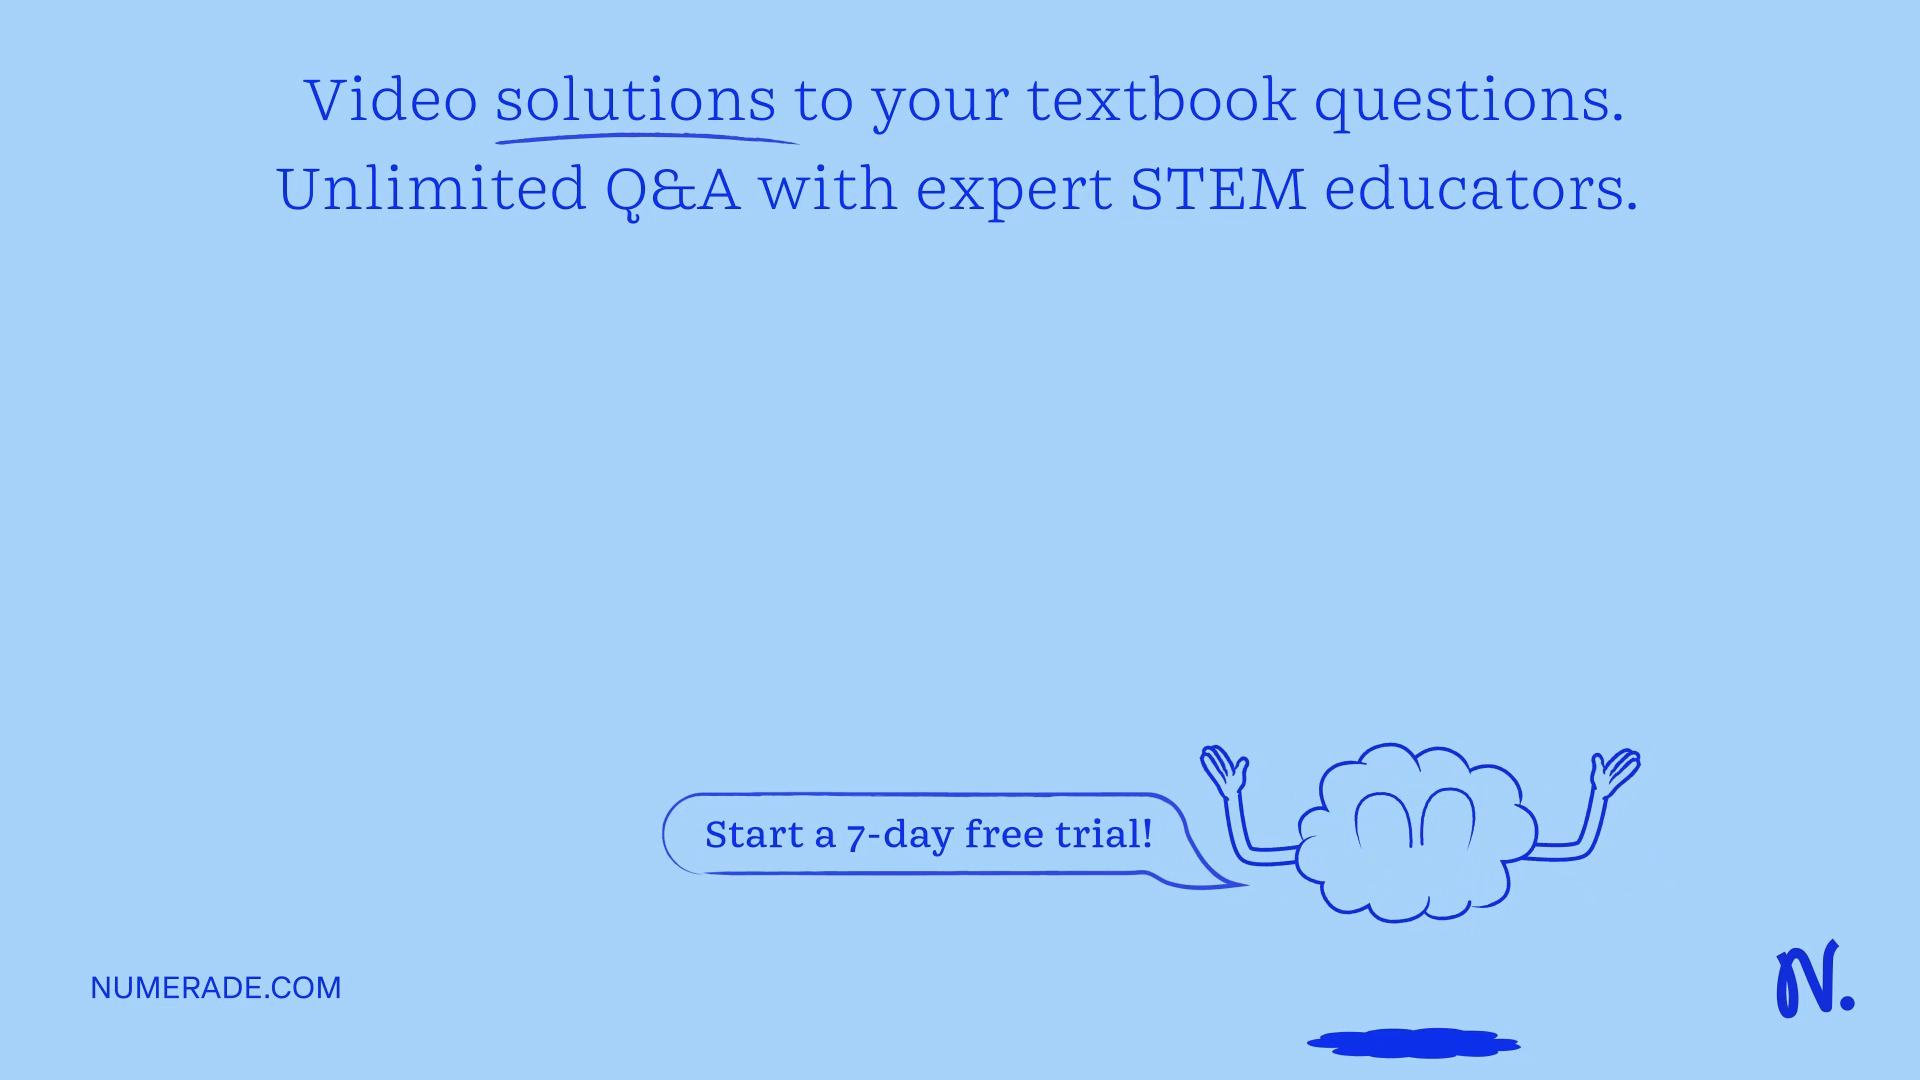 Video solutions to your textbook questions.
Unlimited Q&A with expert STEM educators.
Start a 7-day free trial!
NUMERADE.COM
N.